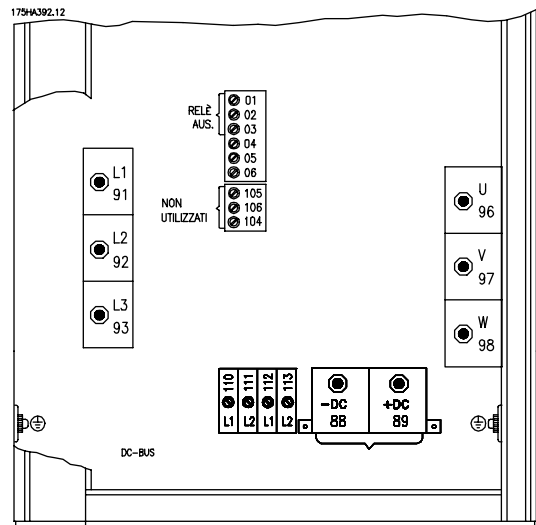 175HA392.12
RELÈ
AUS.
01
02
03
04
05
06
NON
UTILIZZATI
105
106
104
L1
91
L2
92
L3
93
U
96
V
97
W
98
110
111
112
113
L1
L2
L1
L2
-DC
88
+DC
89
DC-BUS